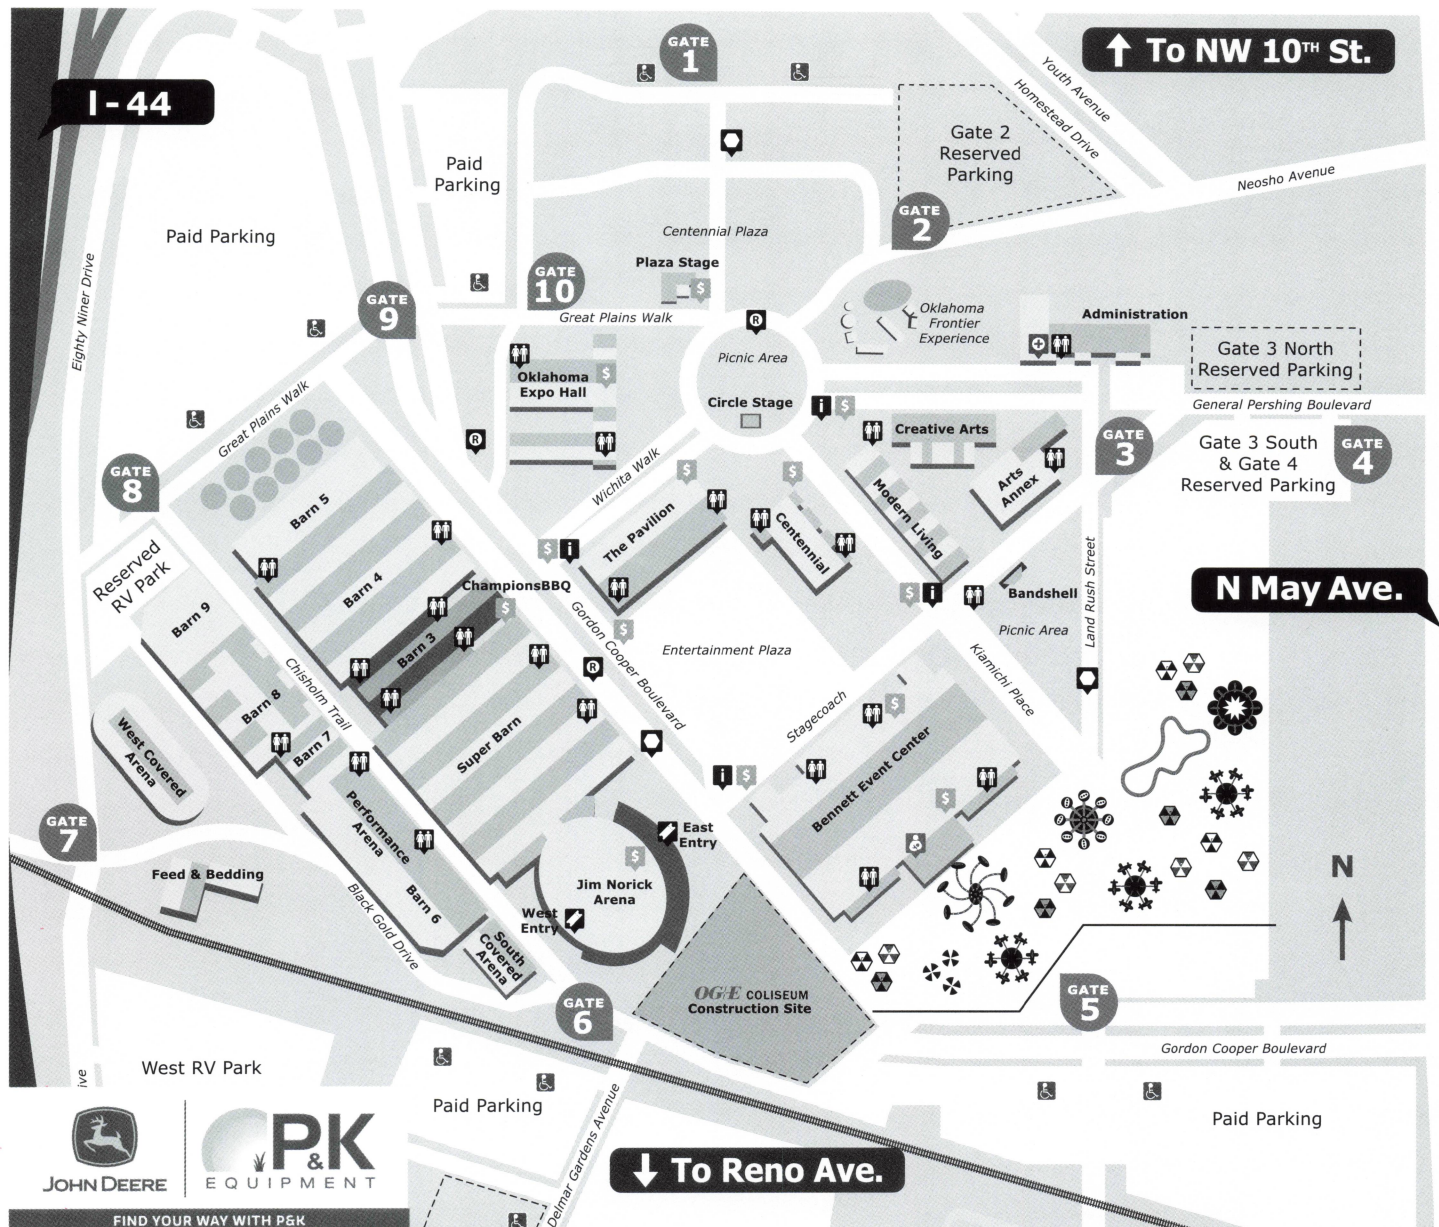 GATE
1
↑ To NW 10TH St.
I-44
Youth Avenue
Homestead Drive
Gate 2
Reserved
Parking
Paid
Parking
Neosho Avenue
Paid Parking
GATE
2
Centennial Plaza
Plaza Stage
$
GATE
10
Eighty Niner Drive
GATE
9
Great Plains Walk
R
Oklahoma
Frontier
Experience
Administration
Picnic Area
Gate 3 North
Reserved Parking
Oklahoma
Expo Hall
$
Circle Stage
i $
General Pershing Boulevard
Great Plains Walk
R
Creative Arts
GATE
3
Gate 3 South
& Gate 4
Reserved Parking
GATE
4
GATE
8
Wichita Walk
$
$
Arts
Annex
Modern Living
Barn 5
The Pavilion
Centennial
$ i
Reserved
RV Park
Barn 4
ChampionsBBQ
$
Land Rush Street
N May Ave.
$ i
Bandshell
Picnic Area
Barn 9
Barn 3
Gordon Cooper Boulevard
$
Entertainment Plaza
R
Chisholm Trail
Kiamichi Place
Barn 8
Stagecoach
$
West Covered
Arena
Barn 7
Super Barn
i $
Bennett Event Center
$
Performance
Arena
GATE
7
East
Entry
$
Jim Norick
Arena
Feed & Bedding
Barn 6
West
Entry
N
Black Gold Drive
South
Covered
Arena
GATE
6
OG/E COLISEUM
Construction Site
GATE
5
Gordon Cooper Boulevard
West RV Park
ive
Paid Parking
Paid Parking
Delmar Gardens Avenue
↓ To Reno Ave.
JOHN DEERE
P&K
EQUIPMENT
FIND YOUR WAY WITH P&K